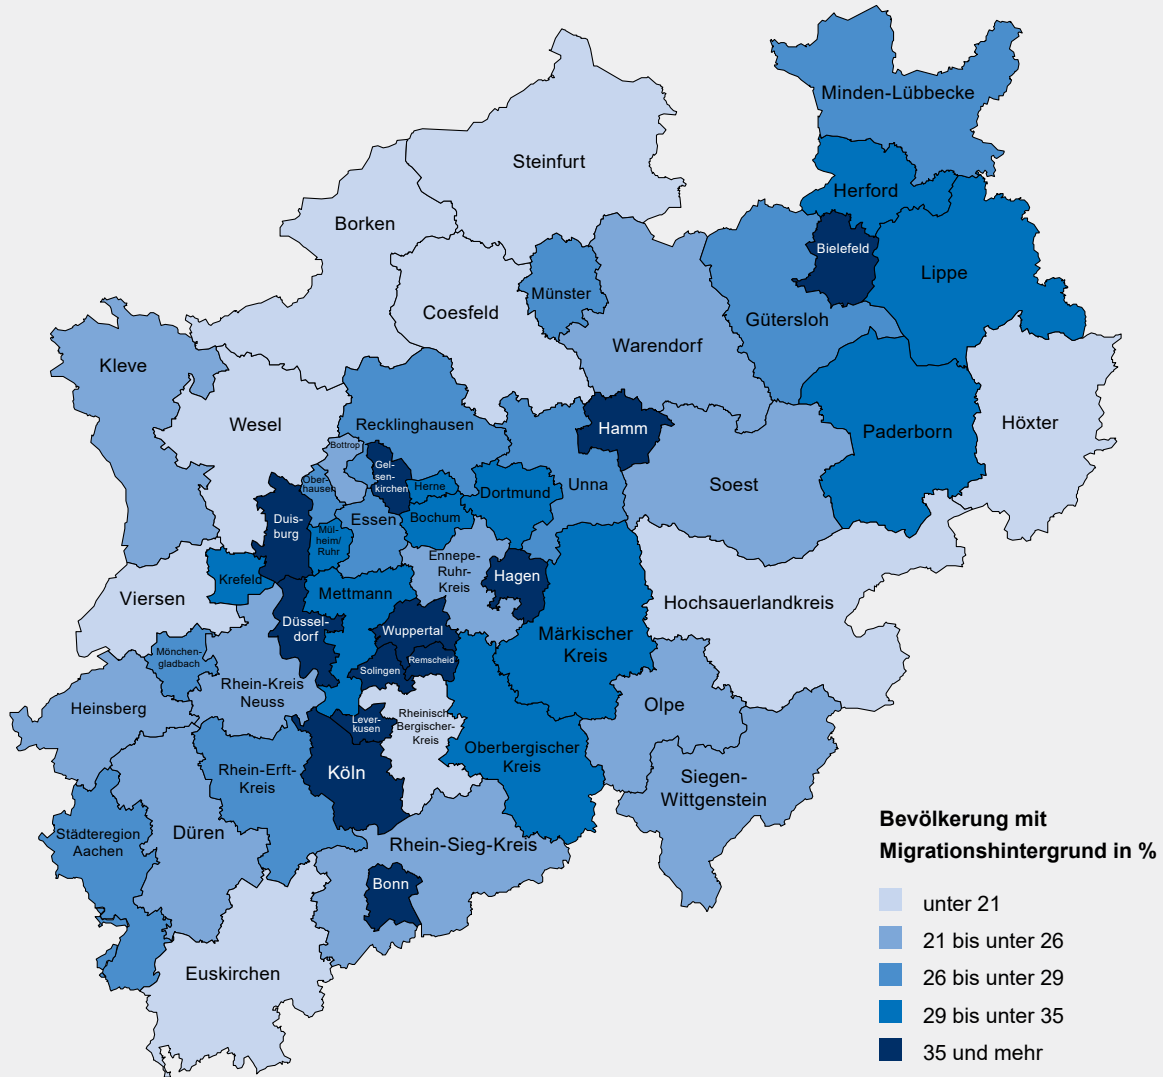 Minden-Lübbecke
Steinfurt
Herford
Borken
Bielefeld
Lippe
Münster
Coesfeld
Gütersloh
Warendorf
Kleve
Wesel
Recklinghausen
Hamm
Höxter
Paderborn
Bottrop
Gel-
sen-
kirchen
Ober-
hausen
Herne
Dortmund
Unna
Soest
Duis-
burg
Essen
Bochum
Mül-
heim/
Ruhr
Ennepe-
Ruhr-
Kreis
Hagen
Krefeld
Mettmann
Viersen
Hochsauerlandkreis
Düssel-
dorf
Wuppertal
Märkischer
Kreis
Mönchen-
gladbach
Solingen
Remscheid
Rhein-Kreis
Neuss
Heinsberg
Olpe
Lever-
kusen
Rheinisch
Bergischer-
Kreis
Oberbergischer
Kreis
Rhein-Erft-
Kreis
Köln
Siegen-
Wittgenstein
Städteregion
Aachen
Düren
Rhein-Sieg-Kreis
Bonn
Euskirchen
Bevölkerung mit
Migrationshintergrund in %
unter 21
21 bis unter 26
26 bis unter 29
29 bis unter 35
35 und mehr